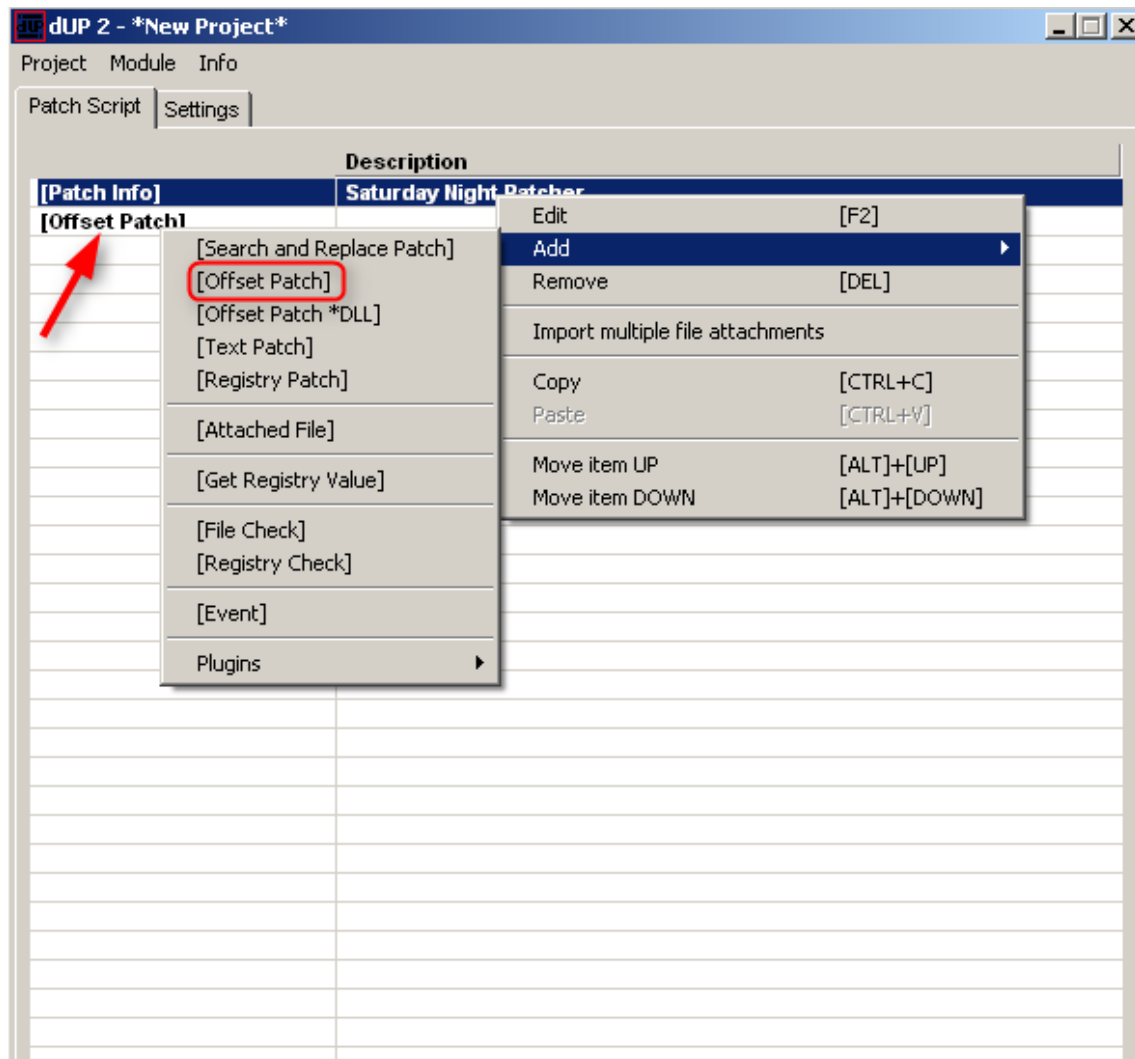 dUP 2 - *New Project*
Project Module Info
Patch Script Settings
Description
[Patch Info] Saturday Night Patcher
[Offset Patch]
Edit [F2]
Add
Remove [DEL]
Import multiple file attachments
Copy [CTRL+C]
Paste [CTRL+V]
Move item UP [ALT]+[UP]
Move item DOWN [ALT]+[DOWN]
[Search and Replace Patch]
[Offset Patch]
[Offset Patch *DLL]
[Text Patch]
[Registry Patch]
[Attached File]
[Get Registry Value]
[File Check]
[Registry Check]
[Event]
Plugins